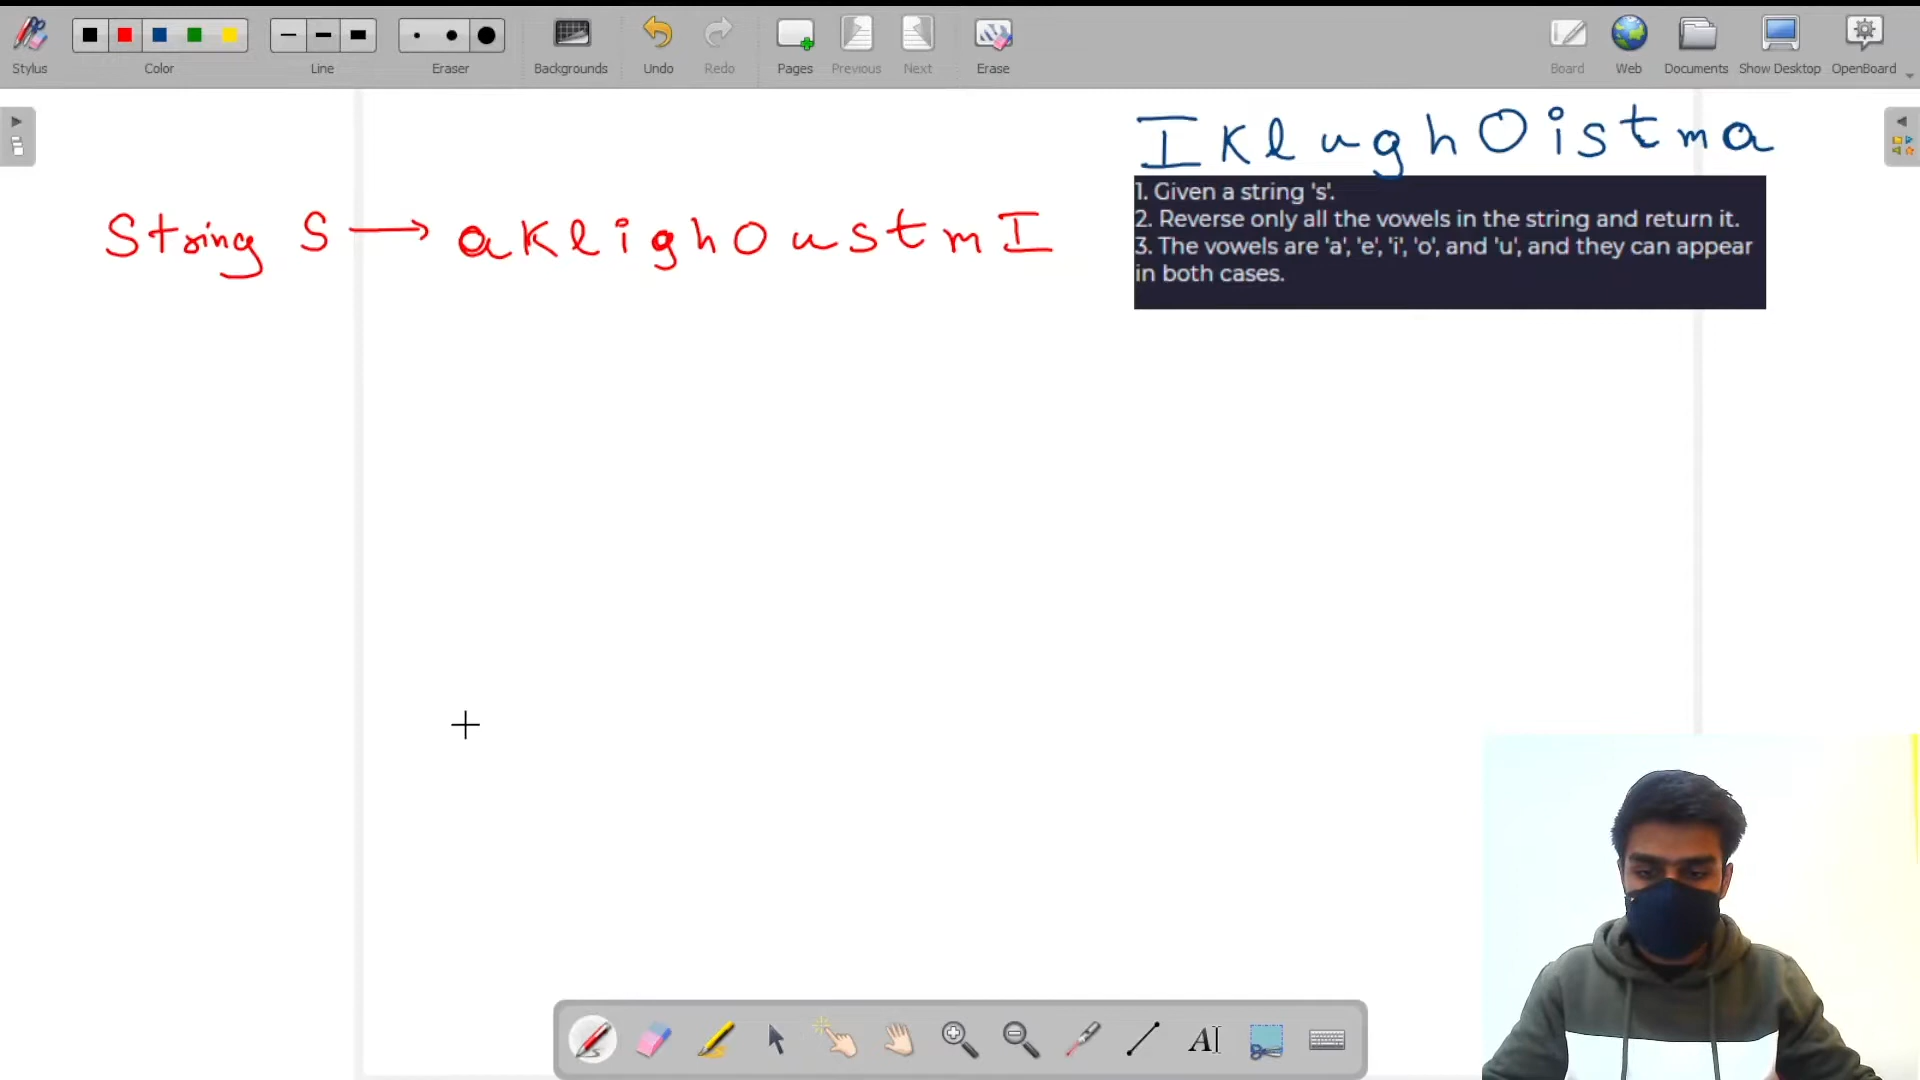 Stylus
Color
Line
Eraser
Backgrounds
Undo
Redo
Pages
Previous
Next
Erase
Board
Web
Documents
Show Desktop
OpenBoard
I k l u g h O i s t m a
String S → a k l i g h o u s t m I
1. Given a string 's'.
2. Reverse only all the vowels in the string and return it.
3. The vowels are 'a', 'e', 'i', 'o', and 'u', and they can appear
in both cases.